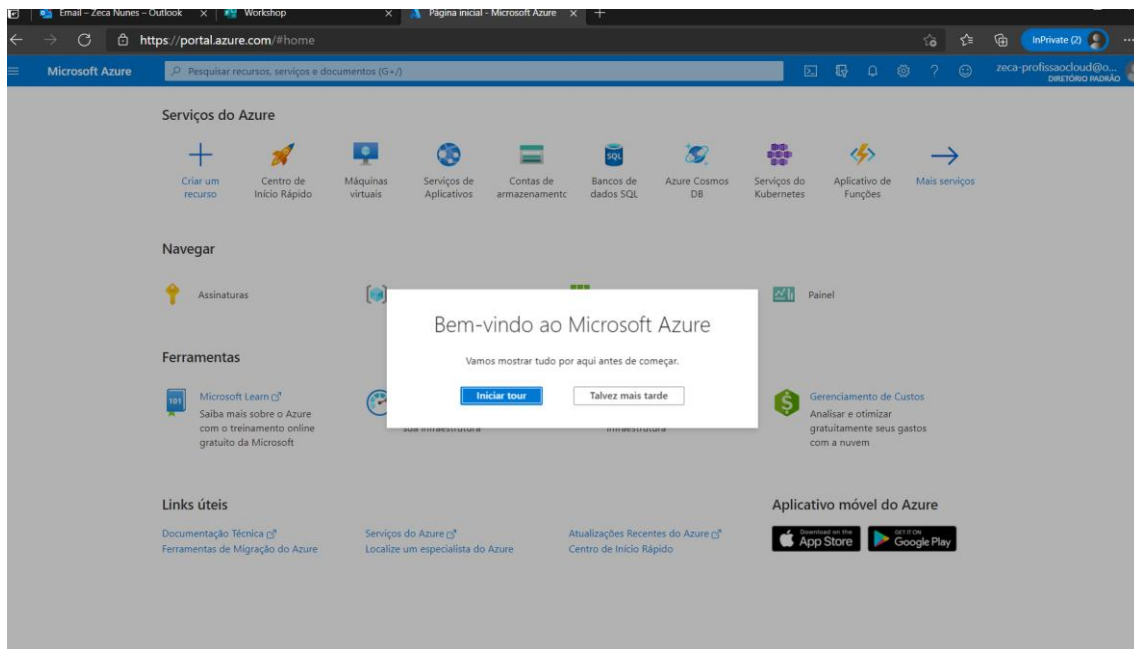 Email – Zeca Nunes – Outlook
Workshop
Página inicial - Microsoft Azure
https://portal.azure.com/#home
InPrivate (2)
Microsoft Azure
Pesquisar recursos, serviços e documentos (G+/)
zeca-profissaocloud@o...
DIRETÓRIO PADRÃO
Serviços do Azure
Criar um
recurso
Centro de
Início Rápido
Máquinas
virtuais
Serviços de
Aplicativos
Contas de
armazenamento
Bancos de
dados SQL
Azure Cosmos
DB
Serviços do
Kubernetes
Aplicativo de
Funções
Mais serviços
Navegar
Assinaturas
Painel
Bem-vindo ao Microsoft Azure
Vamos mostrar tudo por aqui antes de começar.
Iniciar tour
Talvez mais tarde
Ferramentas
Microsoft Learn
Saiba mais sobre o Azure
com o treinamento online
gratuito da Microsoft
Gerenciamento de Custos
Analisar e otimizar
gratuitamente seus gastos
com a nuvem
Links úteis
Documentação Técnica
Ferramentas de Migração do Azure
Serviços do Azure
Localize um especialista do Azure
Atualizações Recentes do Azure
Centro de Início Rápido
Aplicativo móvel do Azure
Download on the
App Store
GET IT ON
Google Play